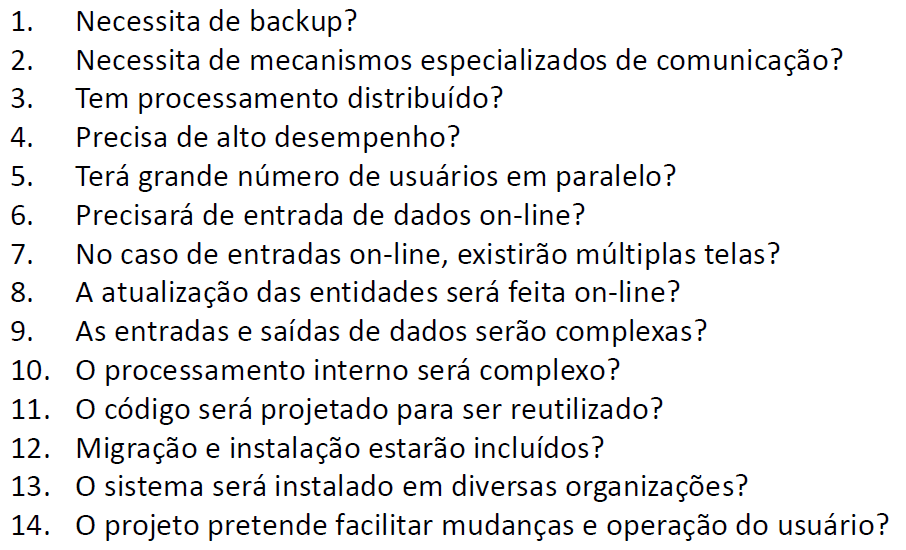 1. Necessita de backup?
2. Necessita de mecanismos especializados de comunicação?
3. Tem processamento distribuído?
4. Precisa de alto desempenho?
5. Terá grande número de usuários em paralelo?
6. Precisará de entrada de dados on-line?
7. No caso de entradas on-line, existirão múltiplas telas?
8. A atualização das entidades será feita on-line?
9. As entradas e saídas de dados serão complexas?
10. O processamento interno será complexo?
11. O código será projetado para ser reutilizado?
12. Migração e instalação estarão incluídos?
13. O sistema será instalado em diversas organizações?
14. O projeto pretende facilitar mudanças e operação do usuário?